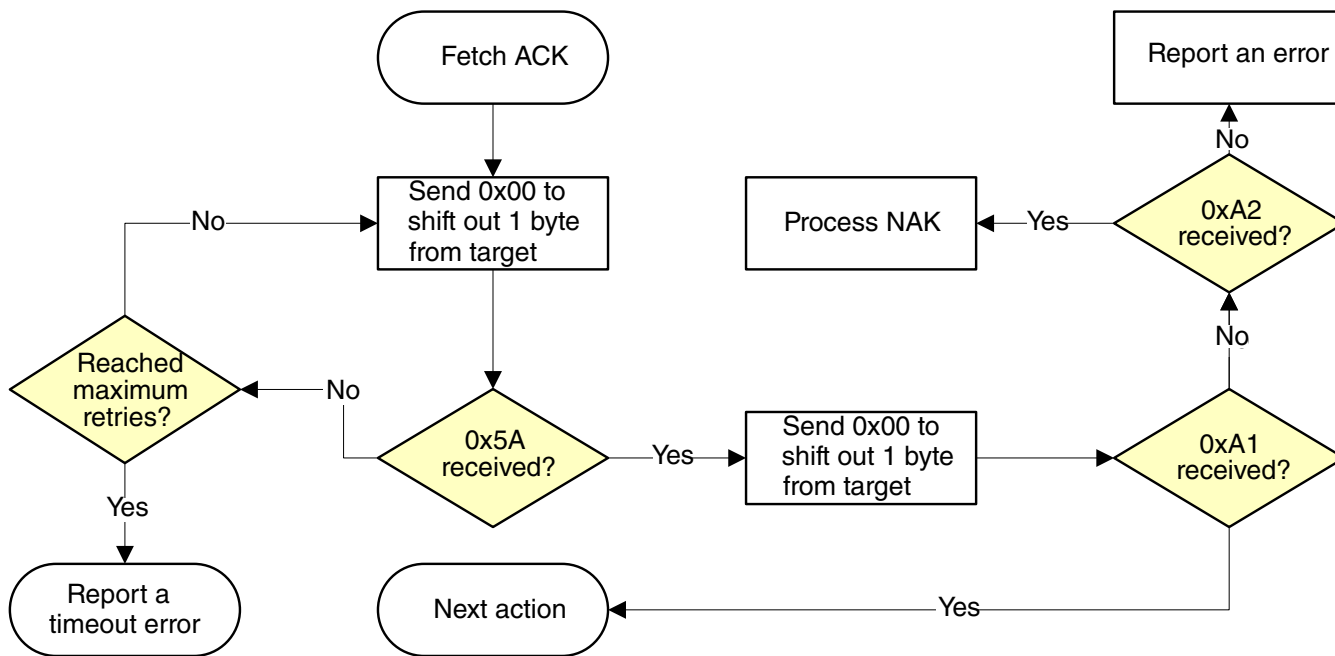 Fetch ACK
Report an error
No
Send 0x00 to
shift out 1 byte
from target
No
Process NAK
Yes
0xA2
received?
Reached
maximum
retries?
No
No
0x5A
received?
Yes
Send 0x00 to
shift out 1 byte
from target
0xA1
received?
Yes
Report a
timeout error
Next action
Yes